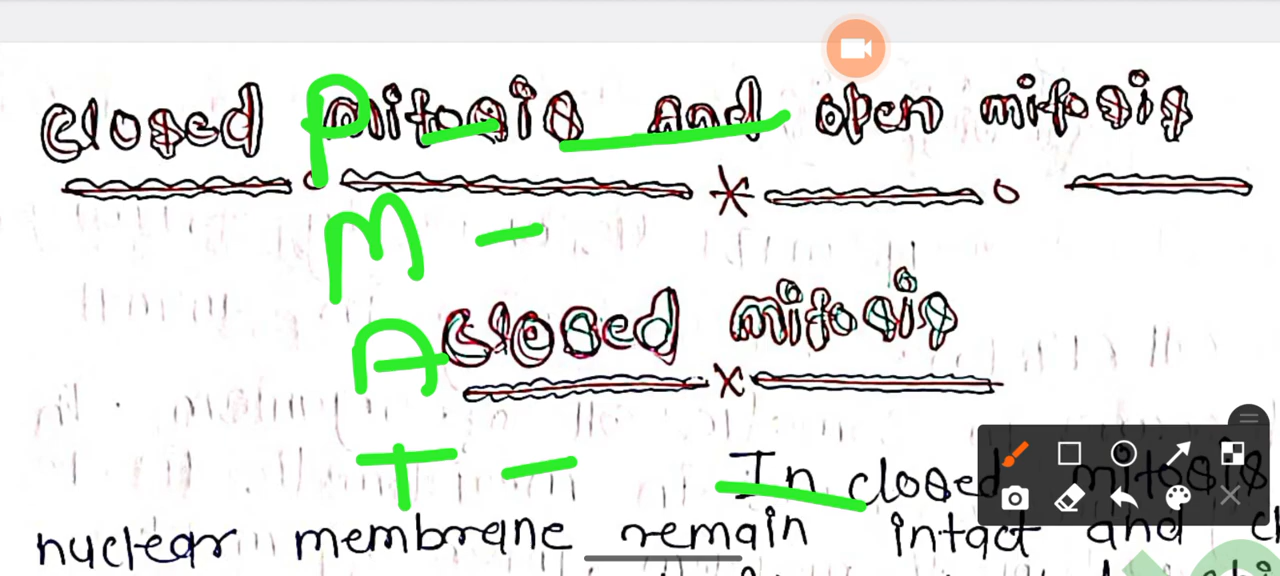 closed mitosis and open mitosis
P
M -
closed mitosis
A
T -
In closed mitosis
nuclear membrane remain intact and